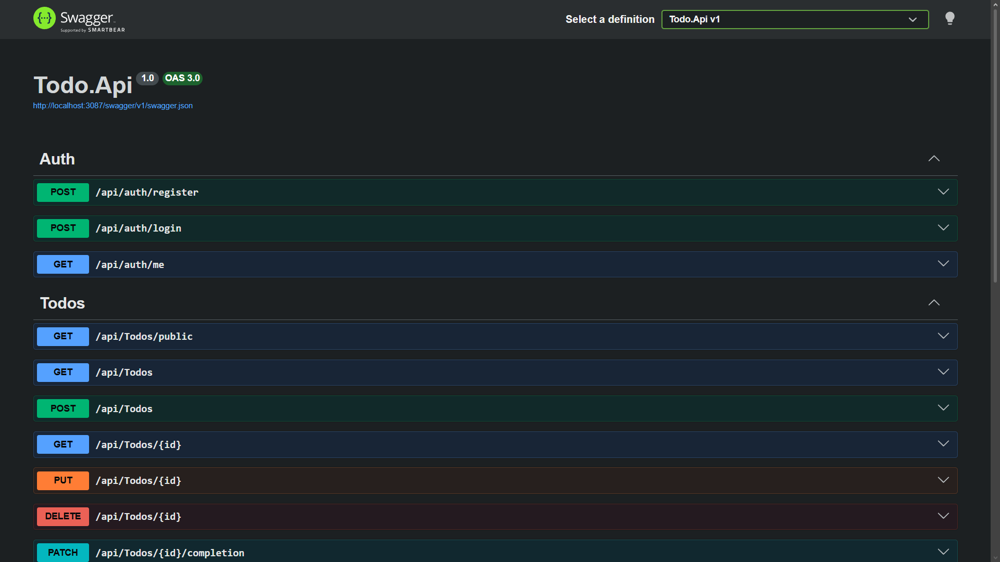 Swagger
Supported by SMARTBEAR
Select a definition
Todo.Api v1
Todo.Api 1.0 OAS 3.0
http://localhost:3087/swagger/v1/swagger.json
Auth
POST /api/auth/register
POST /api/auth/login
GET /api/auth/me
Todos
GET /api/Todos/public
GET /api/Todos
POST /api/Todos
GET /api/Todos/{id}
PUT /api/Todos/{id}
DELETE /api/Todos/{id}
PATCH /api/Todos/{id}/completion